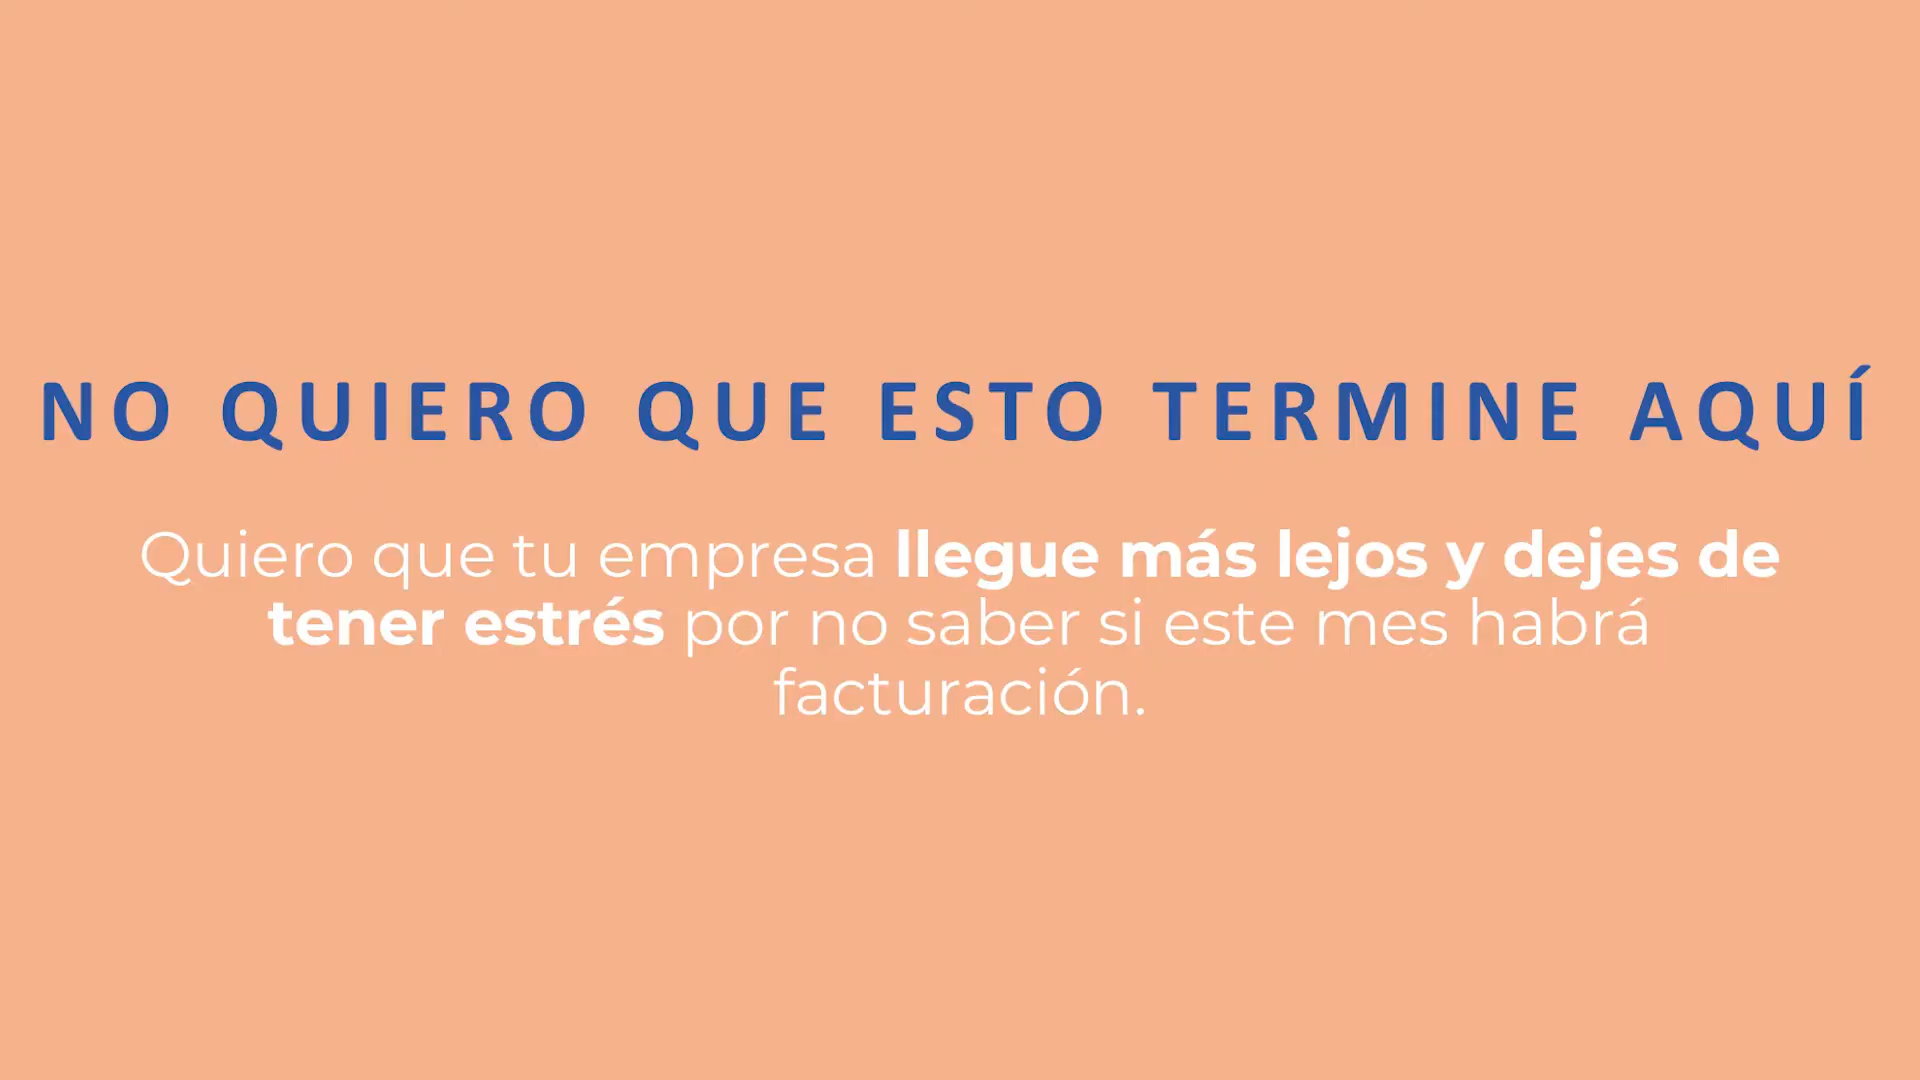 NO QUIERO QUE ESTO TERMINE AQUÍ
Quiero que tu empresa llegue más lejos y dejes de
tener estrés por no saber si este mes habrá
facturación.